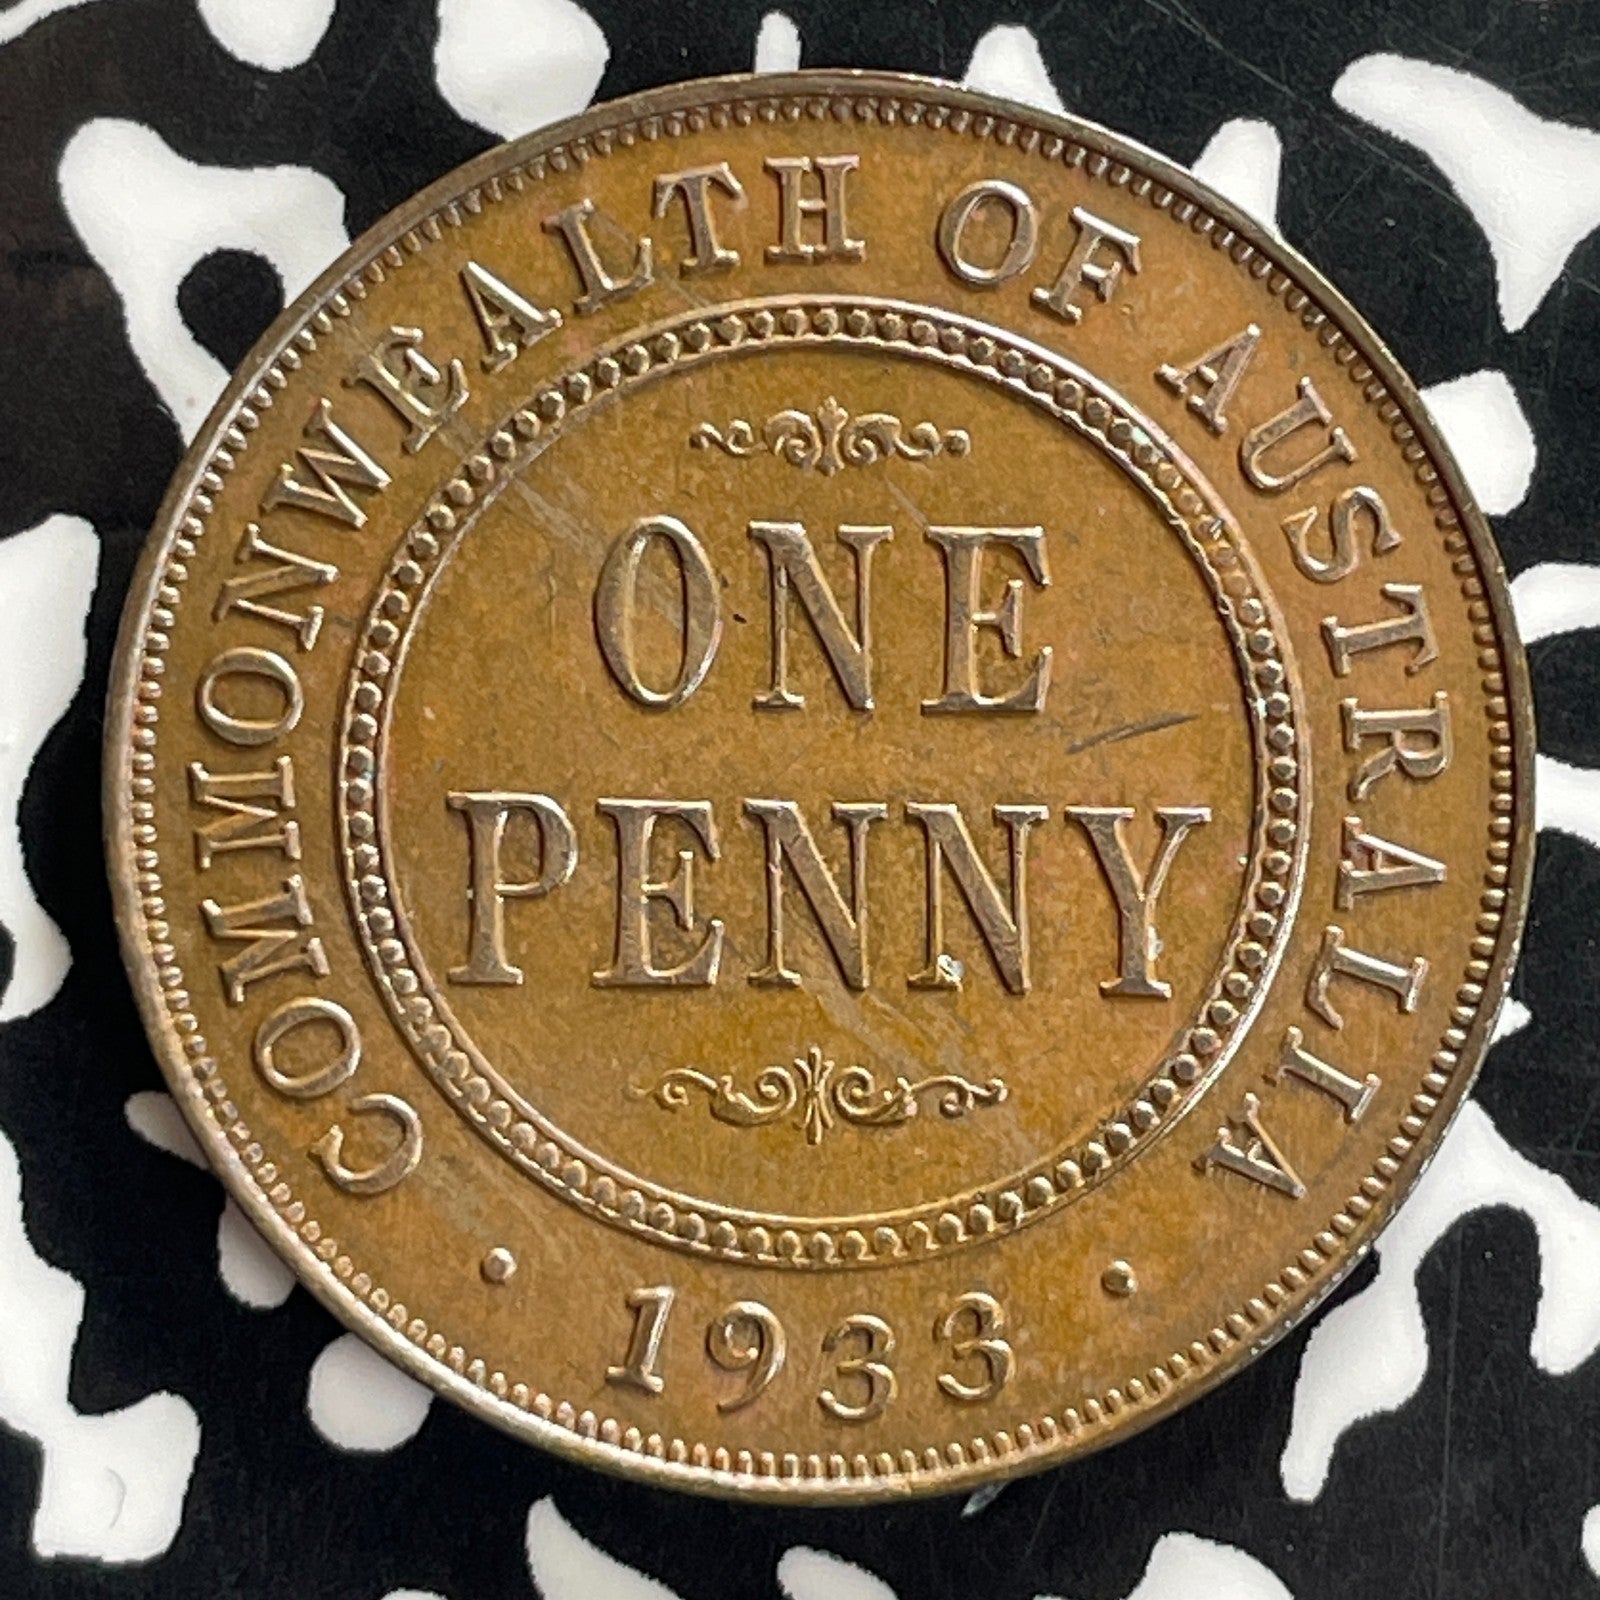 COMMONWEALTH OF AUSTRALIA
ONE
PENNY
· 1933 ·